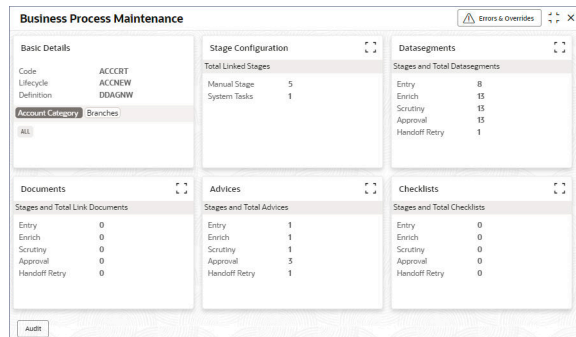 Business Process Maintenance
Errors & Overrides
Basic Details
Code ACCCRT
Lifecycle ACCNEW
Definition DDAGNW
Account Category Branches
ALL
Stage Configuration
Total Linked Stages
Manual Stage 5
System Tasks 1
Datasegments
Stages and Total Datasegments
Entry 8
Enrich 13
Scrutiny 13
Approval 13
Handoff Retry 1
Documents
Stages and Total Link Documents
Entry 0
Enrich 0
Scrutiny 0
Approval 0
Handoff Retry 0
Advices
Stages and Total Advices
Entry 1
Enrich 1
Scrutiny 1
Approval 3
Handoff Retry 1
Checklists
Stages and Total Checklists
Entry 0
Enrich 0
Scrutiny 0
Approval 0
Handoff Retry 0
Audit